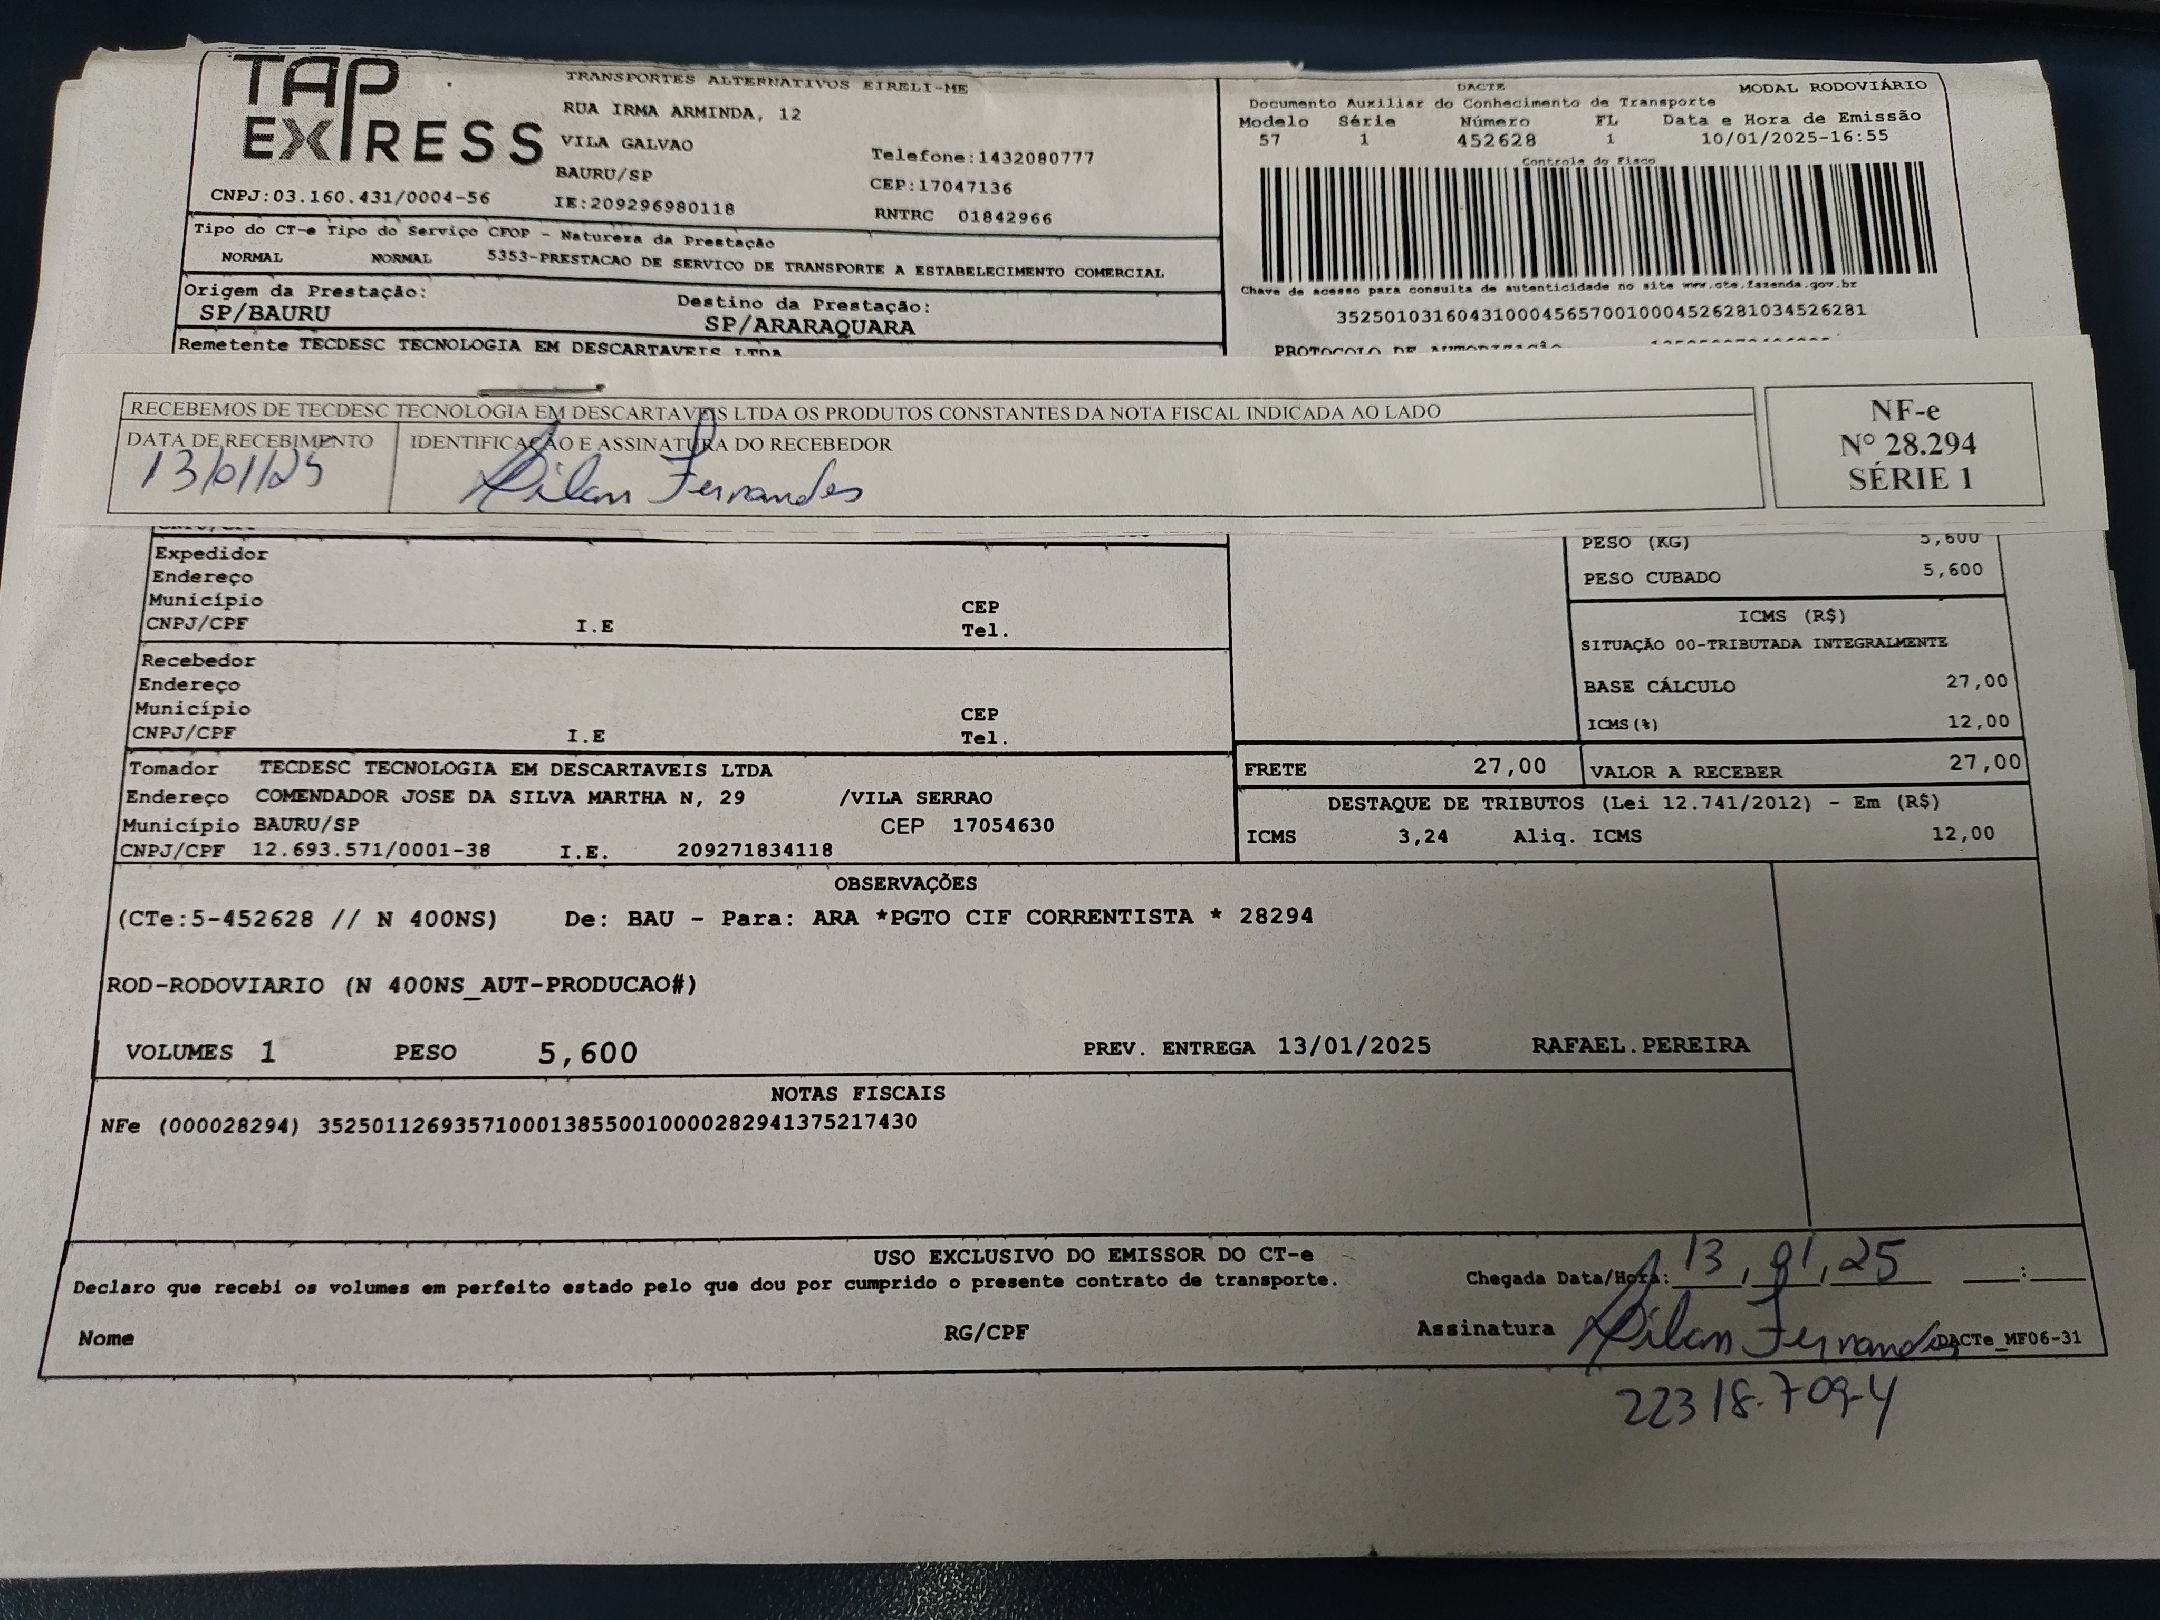 TAP EXPRESS
TRANSPORTES ALTERNATIVOS EIRELI-ME
RUA IRMA ARMINDA, 12
VILA GALVAO
Telefone:1432080777
BAURU/SP
CEP:17047136
CNPJ:03.160.431/0004-56
IE:209296980118
RNTRC 01842966
DACTE
MODAL RODOVIÁRIO
Documento Auxiliar do Conhecimento de Transporte
Modelo Série Número FL Data e Hora de Emissão
57 1 452628 1 10/01/2025-16:55
Controle do Fisco
Chave de acesso para consulta de autenticidade no site www.cte.fazenda.gov.br
35250103160431000456570010004526281034526281
PROTOCOLO DE AUTORIZAÇÃO
Tipo do CT-e Tipo do Serviço CFOP - Natureza da Prestação
NORMAL NORMAL 5353-PRESTACAO DE SERVICO DE TRANSPORTE A ESTABELECIMENTO COMERCIAL
Origem da Prestação: Destino da Prestação:
SP/BAURU SP/ARARAQUARA
Remetente TECDESC TECNOLOGIA EM DESCARTAVEIS LTDA
RECEBEMOS DE TECDESC TECNOLOGIA EM DESCARTAVEIS LTDA OS PRODUTOS CONSTANTES DA NOTA FISCAL INDICADA AO LADO
DATA DE RECEBIMENTO IDENTIFICAÇÃO E ASSINATURA DO RECEBEDOR
13/01/25 Fernandes
NF-e
Nº 28.294
SÉRIE 1
CNPJ/CPF
Expedidor
Endereço
Município CEP
CNPJ/CPF I.E Tel.
Recebedor
Endereço
Município CEP
CNPJ/CPF I.E Tel.
PESO (KG) 5,600
PESO CUBADO 5,600
ICMS (R$)
SITUAÇÃO 00-TRIBUTADA INTEGRALMENTE
BASE CÁLCULO 27,00
ICMS(%) 12,00
FRETE 27,00 VALOR A RECEBER 27,00
Tomador TECDESC TECNOLOGIA EM DESCARTAVEIS LTDA
Endereço COMENDADOR JOSE DA SILVA MARTHA N, 29 /VILA SERRAO
Município BAURU/SP CEP 17054630
CNPJ/CPF 12.693.571/0001-38 I.E. 209271834118
DESTAQUE DE TRIBUTOS (Lei 12.741/2012) - Em (R$)
ICMS 3,24 Aliq. ICMS 12,00
OBSERVAÇÕES
(CTe:5-452628 // N 400NS) De: BAU - Para: ARA *PGTO CIF CORRENTISTA * 28294
ROD-RODOVIARIO (N 400NS_AUT-PRODUCAO#)
VOLUMES 1 PESO 5,600 PREV. ENTREGA 13/01/2025 RAFAEL.PEREIRA
NOTAS FISCAIS
NFe (000028294) 35250112693571000138550010000282941375217430
USO EXCLUSIVO DO EMISSOR DO CT-e
Declaro que recebi os volumes em perfeito estado pelo que dou por cumprido o presente contrato de transporte.
Chegada Data/Hora: 13, 01, 25 :
Nome RG/CPF Assinatura Fernandes DACTe_MF06-31
22318.709-4